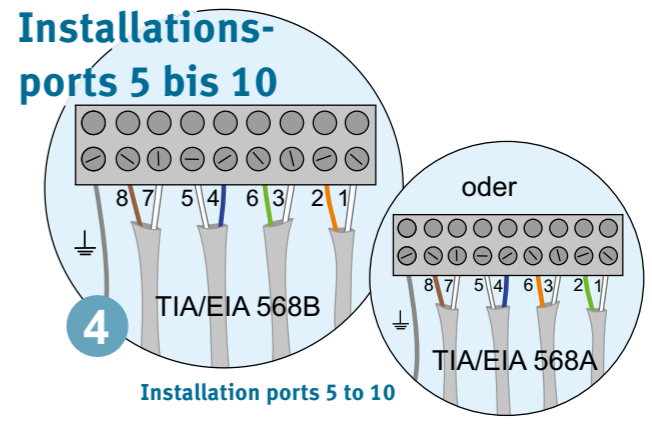 Installations-
ports 5 bis 10
8 7 5 4 6 3 2 1
TIA/EIA 568B
4
oder
8 7 5 4 6 3 2 1
TIA/EIA 568A
Installation ports 5 to 10